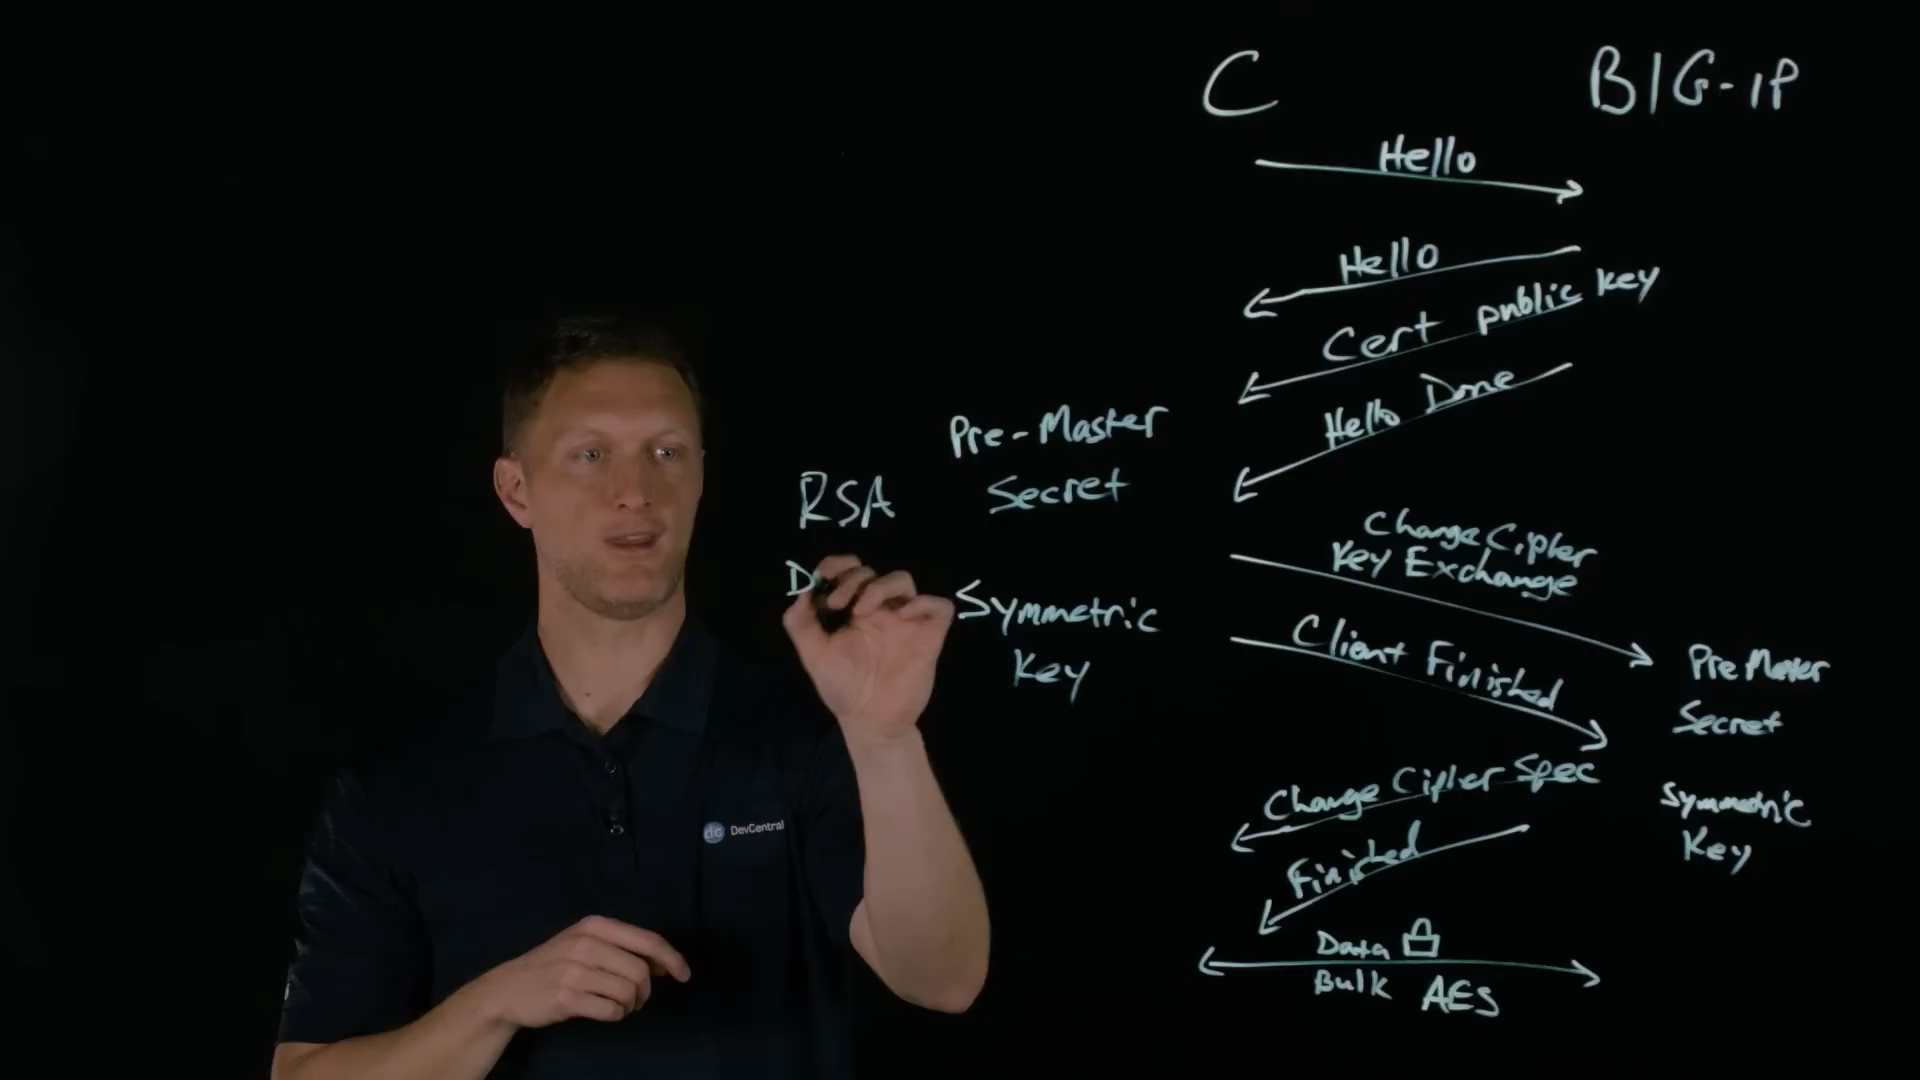 C
BIG-IP
Hello
Hello
Cert public key
Hello Done
Pre-Master
Secret
RSA
Symmetric
Key
Change Cipher
Key Exchange
Client Finished
Pre Master
Secret
Change Cipher Spec
Symmetric
Key
Finished
Data
Bulk AES
dc DevCentral